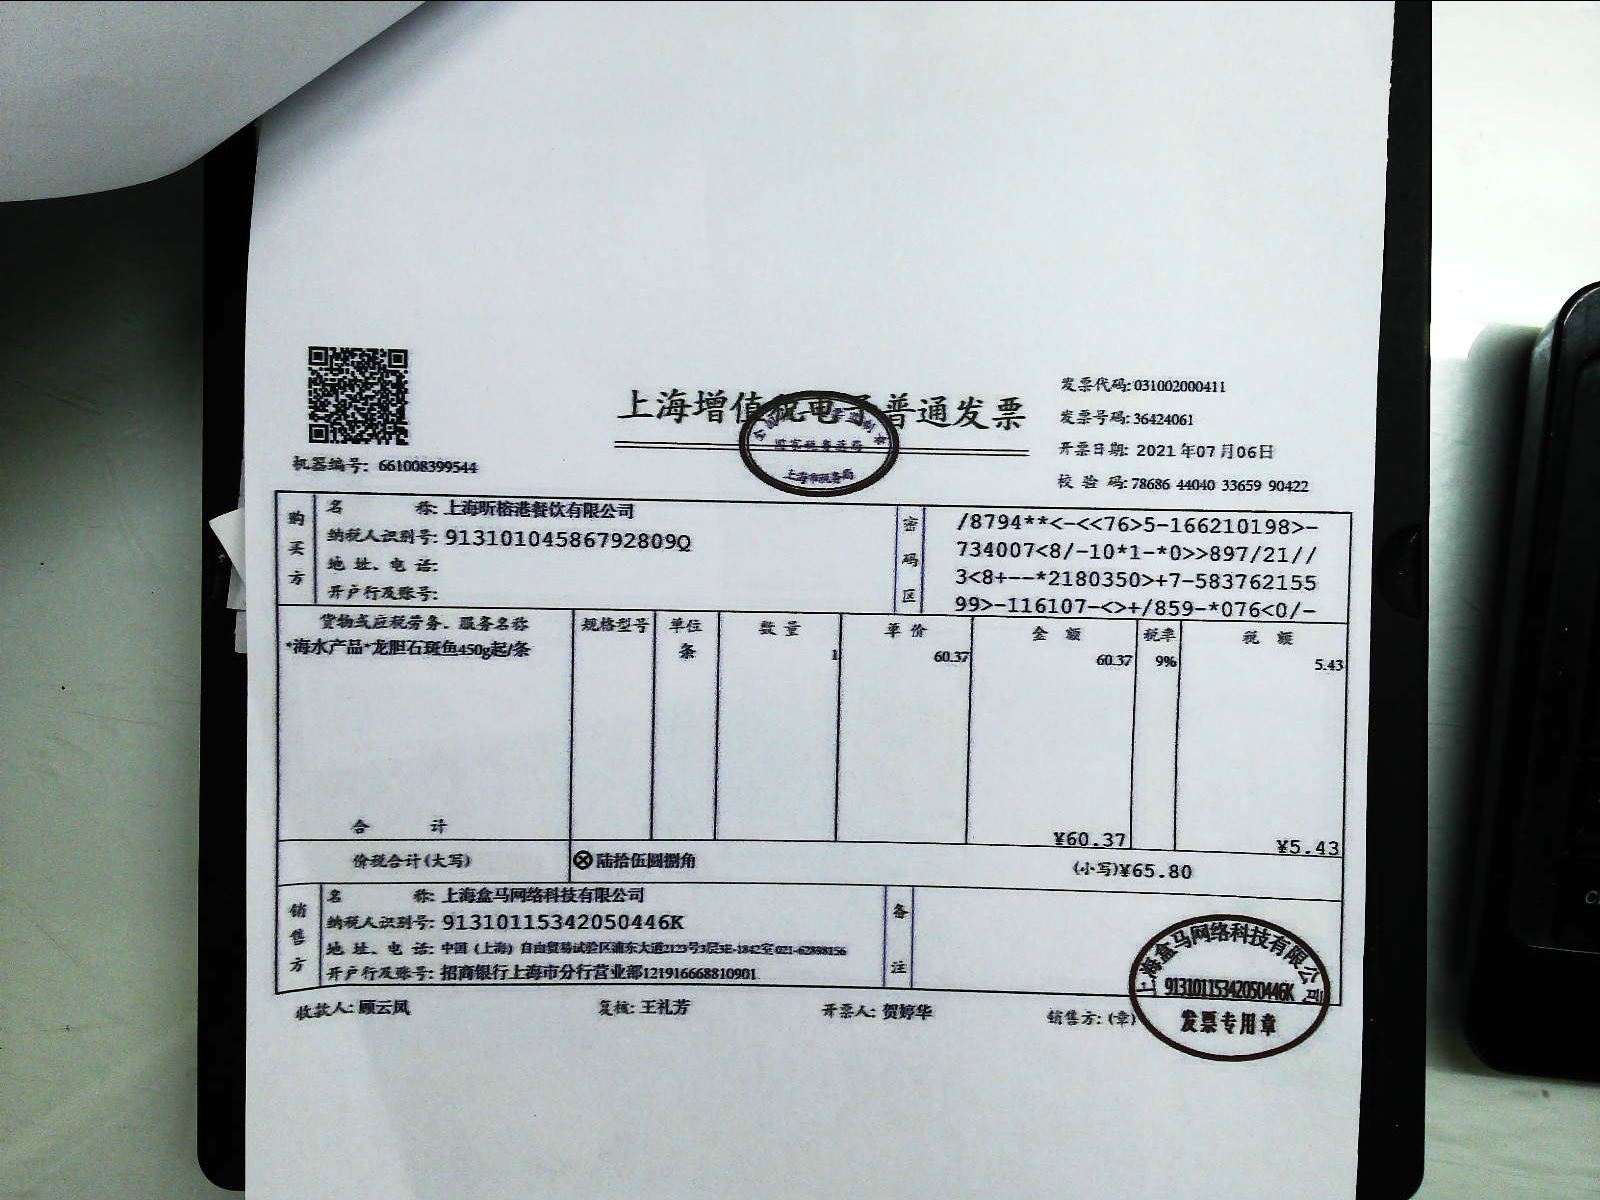 上海增值税电子普通发票
发票代码:031002000411
发票号码:36424061
开票日期: 2021年07月06日
校 验 码:78686 44040 33659 90422
机器编号: 661008399544
国家税务总局
上海市税务局
购买方
名 称: 上海昕榕港餐饮有限公司
纳税人识别号: 91310104586792809Q
地 址、电 话:
开户行及账号:
密码区
/8794**<-<<76>5-166210198>-
734007<8/-10*1-*0>>897/21//
3<8+--*2180350>+7-583762155
99>-116107-<>+/859-*076<0/-
货物或应税劳务、服务名称 规格型号 单位 数 量 单 价 金 额 税率 税 额
*海水产品*龙胆石斑鱼450g起/条 条 1 60.37 60.37 9% 5.43
合 计 ¥60.37 ¥5.43
价税合计(大写) ⊗陆拾伍圆捌角 (小写)¥65.80
销售方
名 称: 上海盒马网络科技有限公司
纳税人识别号: 91310115342050446K
地 址、电 话: 中国（上海）自由贸易试验区浦东大道2123号3层3E-1842室 021-62898156
开户行及账号: 招商银行上海市分行营业部121916668810901
备注
收款人: 顾云凤 复核: 王礼芳 开票人: 贺婷华 销售方: (章)
上海盒马网络科技有限公司
91310115342050446K
发票专用章